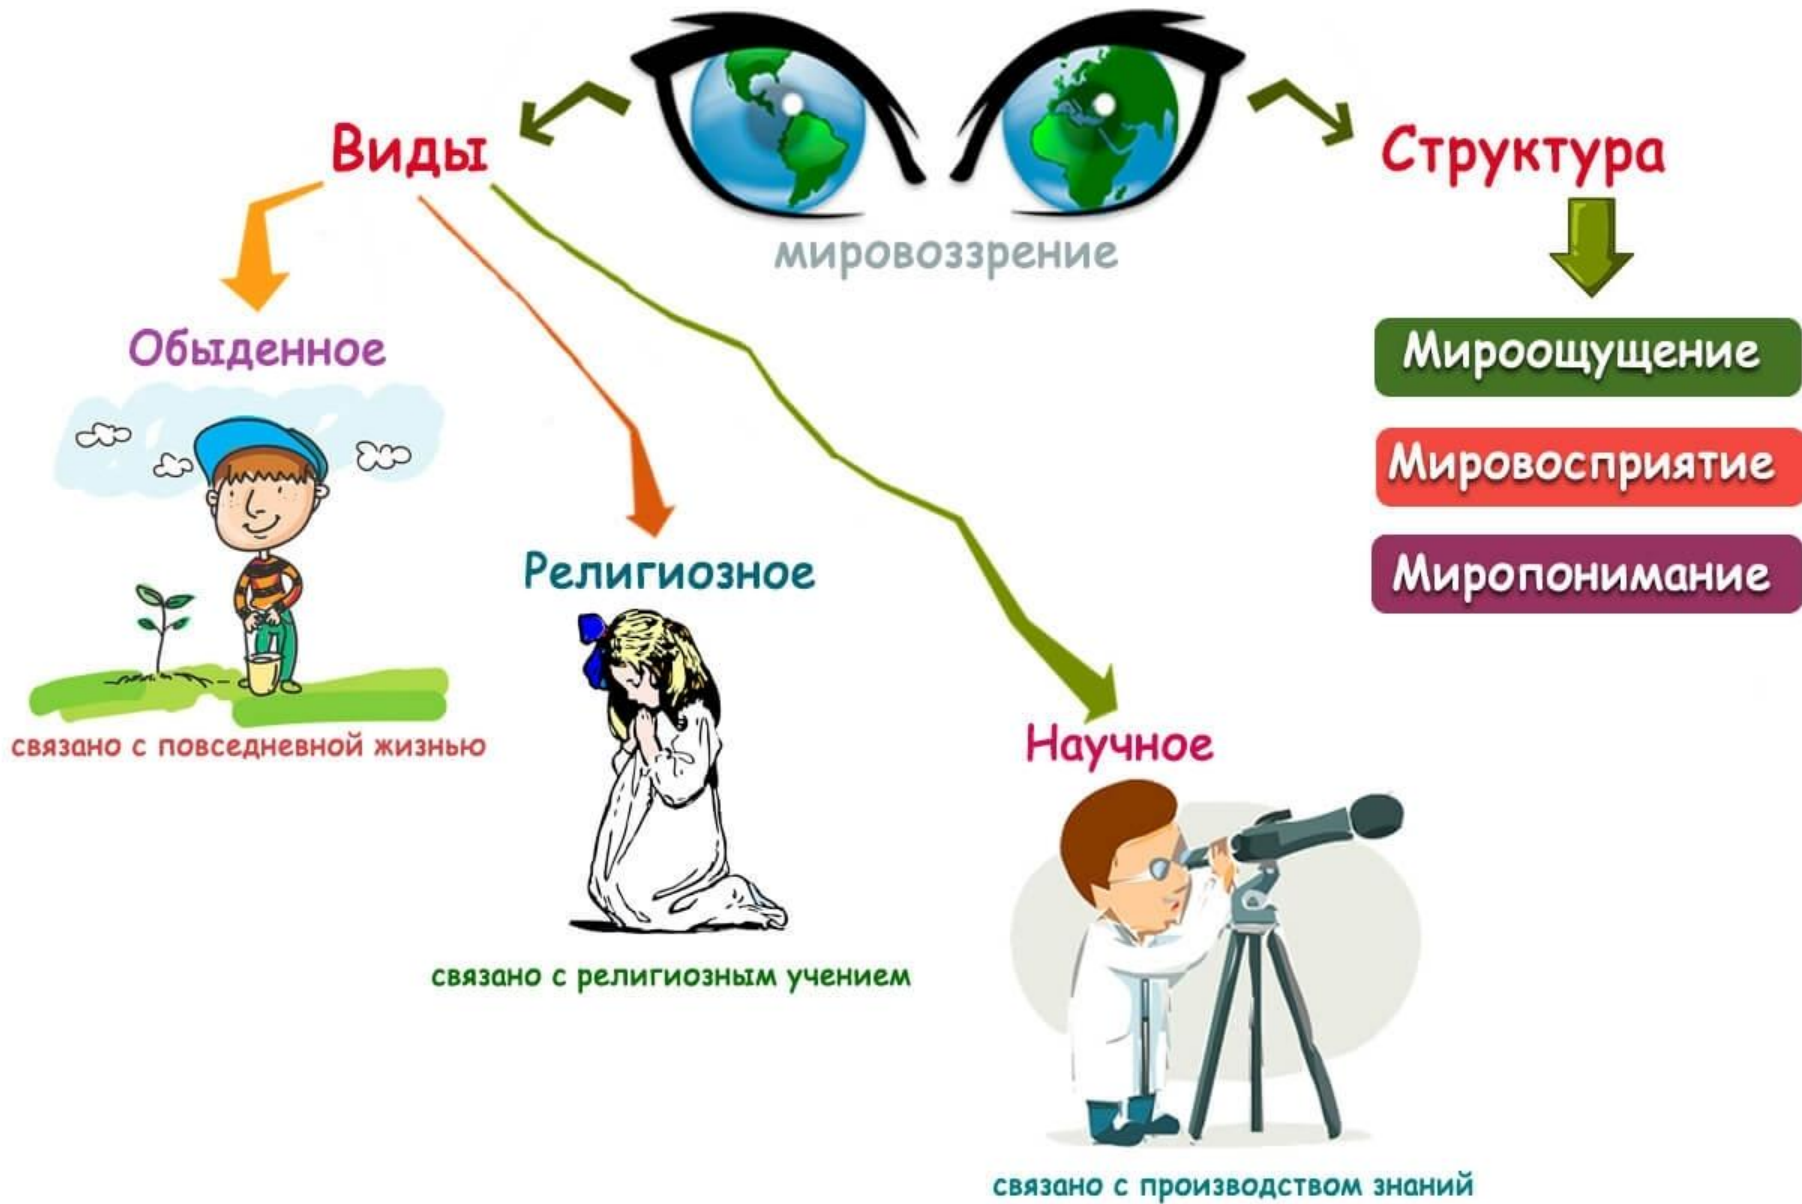 мировоззрение
Виды
Обыденное
связано с повседневной жизнью
Религиозное
связано с религиозным учением
Научное
связано с производством знаний
Структура
Мироощущение
Мировосприятие
Миропонимание